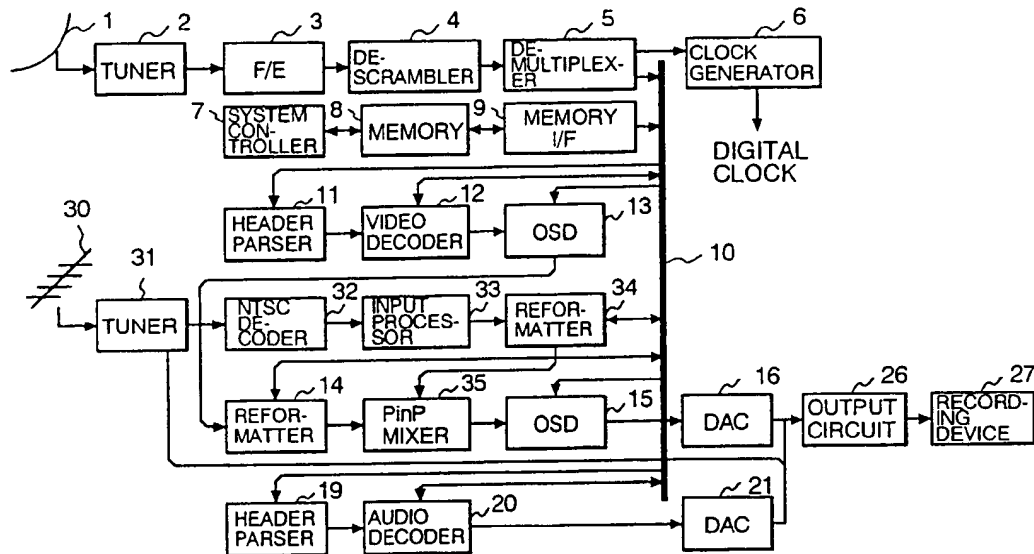 1
2
3
4
5
6
TUNER
F/E
DE-
SCRAMBLER
DE-
MULTIPLEX-
ER
CLOCK
GENERATOR
7
SYSTEM
CON-
TROLLER
8
MEMORY
9
MEMORY
I/F
DIGITAL
CLOCK
11
HEADER
PARSER
12
VIDEO
DECODER
13
OSD
10
30
31
TUNER
32
NTSC
DE-
CODER
33
INPUT
PROCES-
SOR
34
REFOR-
MATTER
14
REFOR-
MATTER
35
PinP
MIXER
15
OSD
16
DAC
26
OUTPUT
CIRCUIT
27
RECORD-
ING
DEVICE
19
HEADER
PARSER
20
AUDIO
DECODER
21
DAC